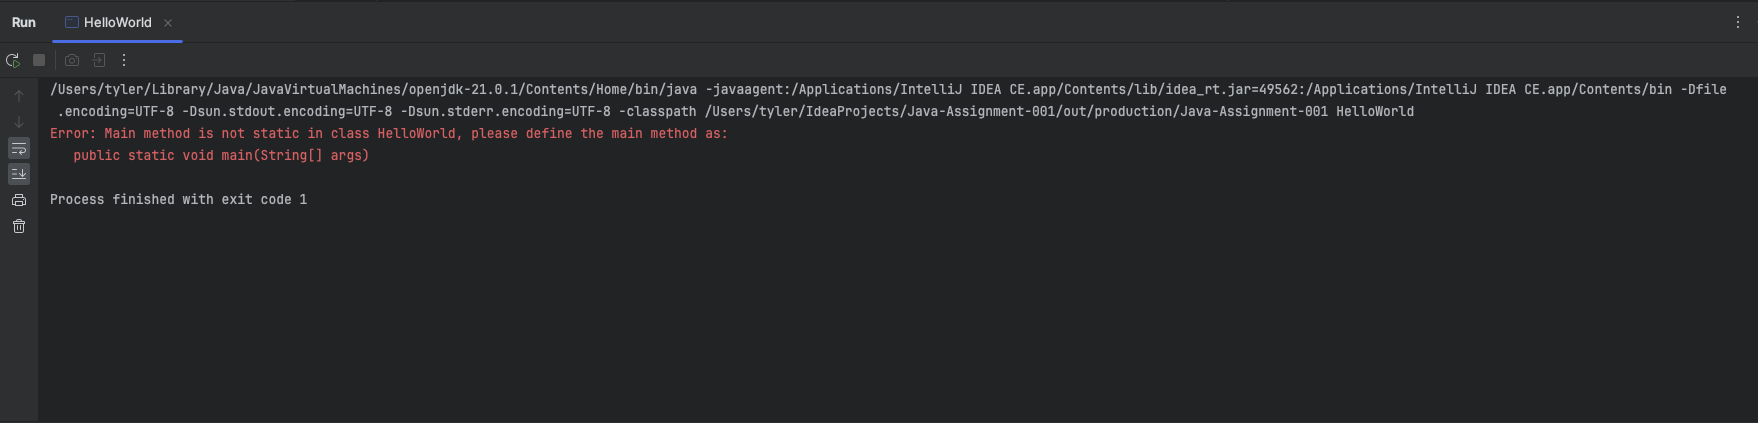 Run
HelloWorld
/Users/tyler/Library/Java/JavaVirtualMachines/openjdk-21.0.1/Contents/Home/bin/java -javaagent:/Applications/IntelliJ IDEA CE.app/Contents/lib/idea_rt.jar=49562:/Applications/IntelliJ IDEA CE.app/Contents/bin -Dfile
.encoding=UTF-8 -Dsun.stdout.encoding=UTF-8 -Dsun.stderr.encoding=UTF-8 -classpath /Users/tyler/IdeaProjects/Java-Assignment-001/out/production/Java-Assignment-001 HelloWorld
Error: Main method is not static in class HelloWorld, please define the main method as:
public static void main(String[] args)
Process finished with exit code 1